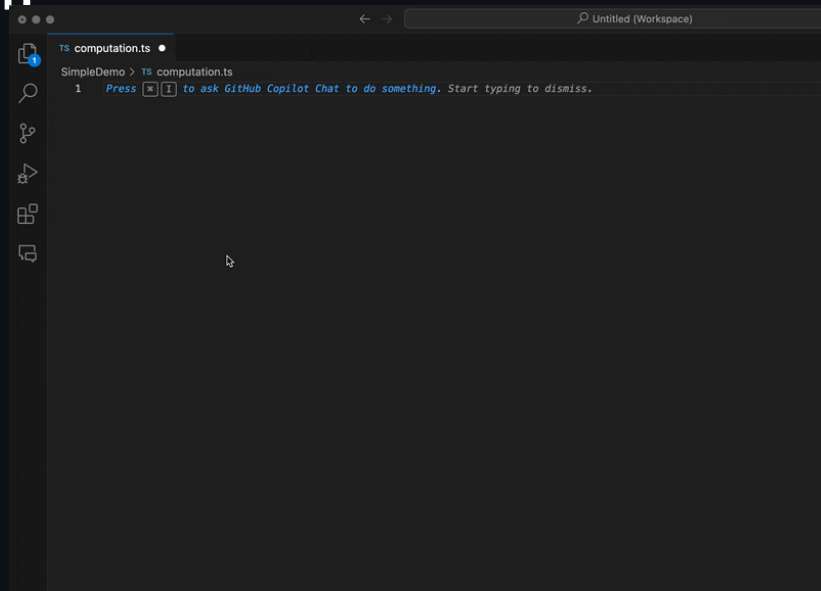 Untitled (Workspace)
1
TS computation.ts
SimpleDemo > TS computation.ts
1 Press ⌘ I to ask GitHub Copilot Chat to do something. Start typing to dismiss.